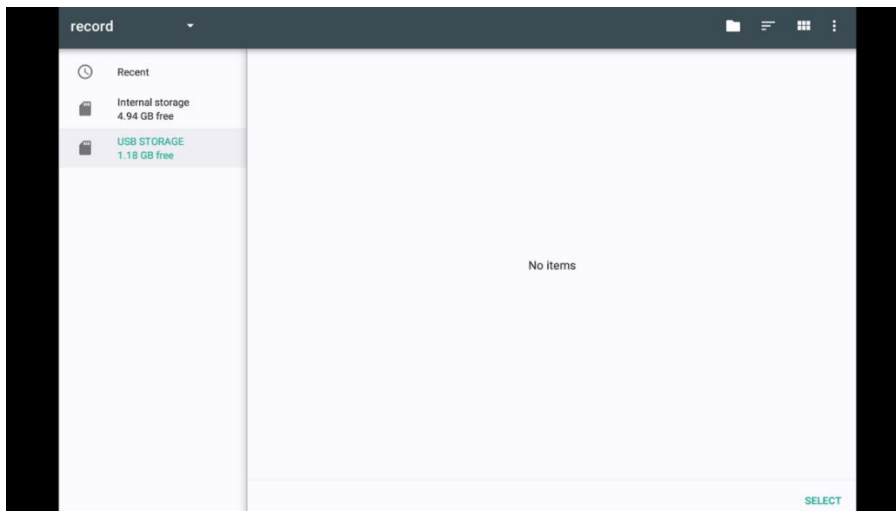 record
Recent
Internal storage
4.94 GB free
USB STORAGE
1.18 GB free
No items
SELECT